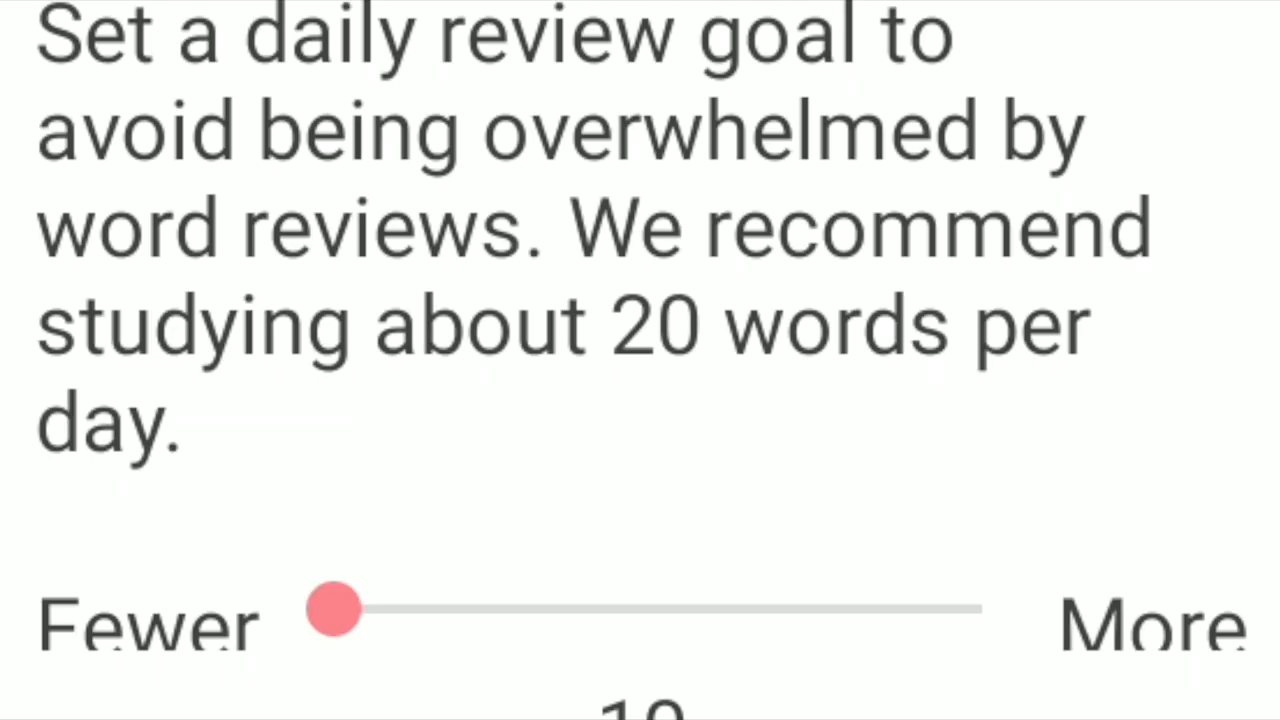 Set a daily review goal to
avoid being overwhelmed by
word reviews. We recommend
studying about 20 words per
day.
Fewer More